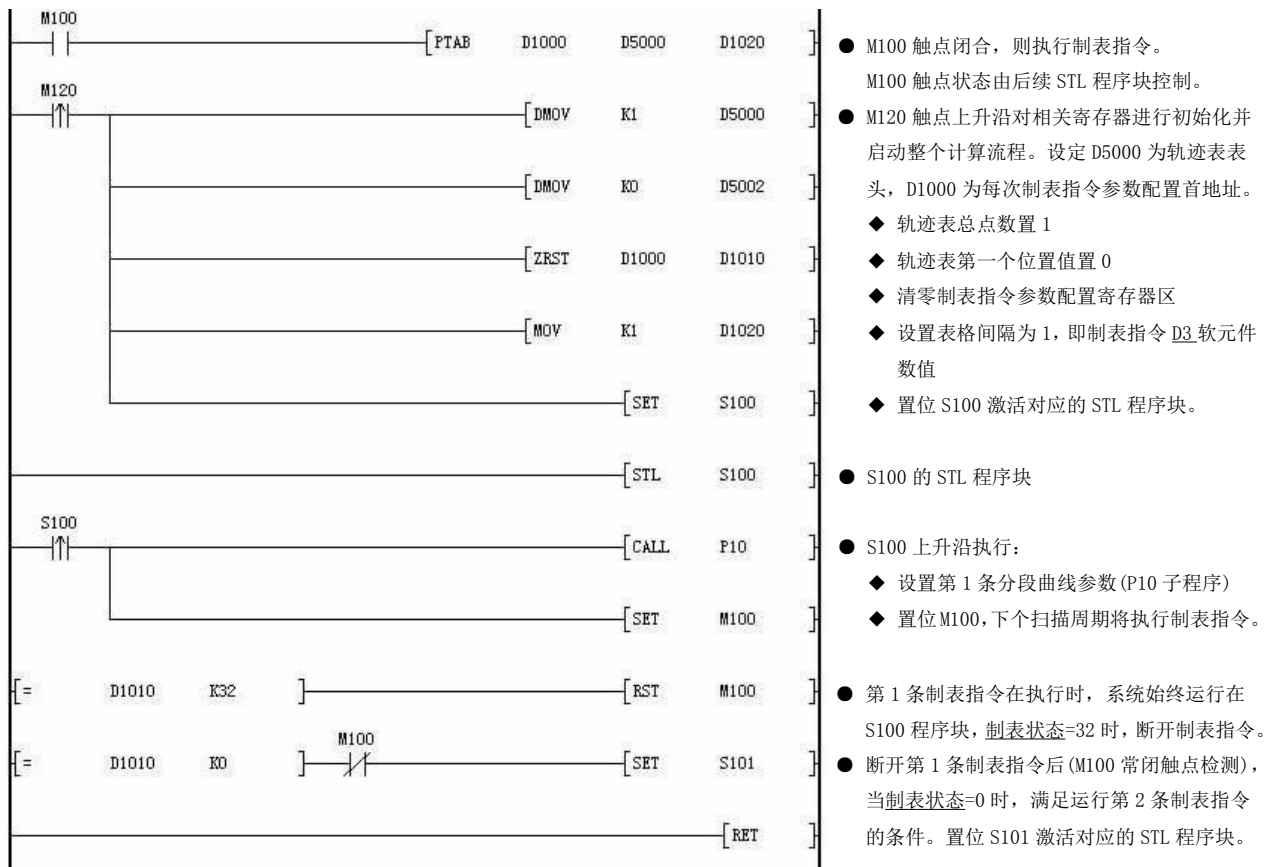 M100
[PTAB D1000 D5000 D1020 ]
M120
[DMOV K1 D5000 ]
[DMOV K0 D5002 ]
[ZRST D1000 D1010 ]
[MOV K1 D1020 ]
[SET S100 ]
[STL S100 ]
S100
[CALL P10 ]
[SET M100 ]
[= D1010 K32 ] [RST M100 ]
M100
[= D1010 K0 ] [SET S101 ]
[RET ]
● M100 触点闭合，则执行制表指令。
M100 触点状态由后续 STL 程序块控制。
● M120 触点上升沿对相关寄存器进行初始化并
启动整个计算流程。设定 D5000 为轨迹表表
头，D1000 为每次制表指令参数配置首地址。
◆ 轨迹表总点数置 1
◆ 轨迹表第一个位置值置 0
◆ 清零制表指令参数配置寄存器区
◆ 设置表格间隔为 1，即制表指令 D3 软元件
数值
◆ 置位 S100 激活对应的 STL 程序块。
● S100 的 STL 程序块
● S100 上升沿执行：
◆ 设置第 1 条分段曲线参数(P10 子程序)
◆ 置位 M100，下个扫描周期将执行制表指令。
● 第 1 条制表指令在执行时，系统始终运行在
S100 程序块，制表状态=32 时，断开制表指令。
● 断开第 1 条制表指令后(M100 常闭触点检测)，
当制表状态=0 时，满足运行第 2 条制表指令
的条件。置位 S101 激活对应的 STL 程序块。